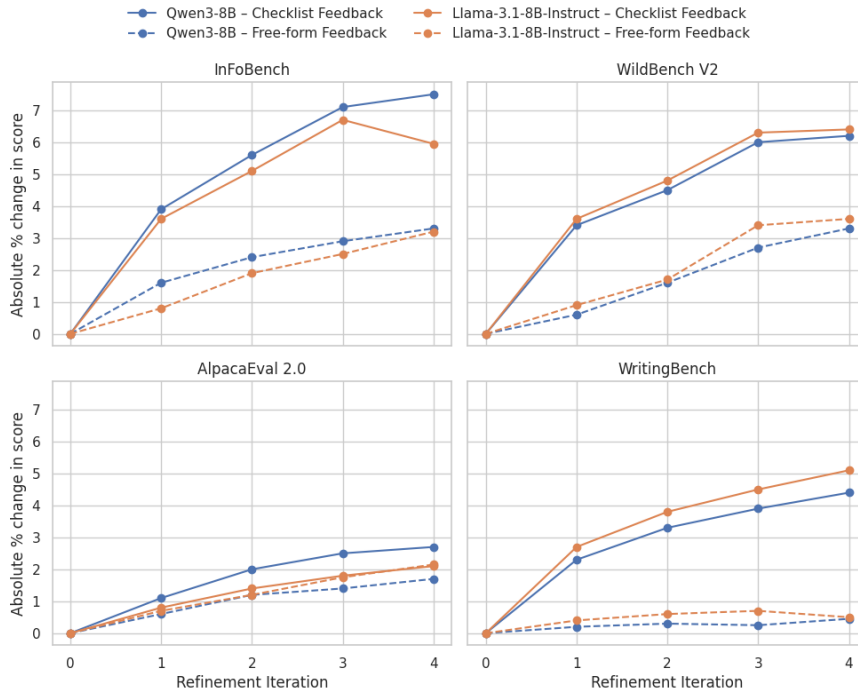 Qwen3-8B – Checklist Feedback
Llama-3.1-8B-Instruct – Checklist Feedback
Qwen3-8B – Free-form Feedback
Llama-3.1-8B-Instruct – Free-form Feedback
InFoBench
WildBench V2
7
6
5
4
3
2
1
0
Absolute % change in score
AlpacaEval 2.0
WritingBench
7
6
5
4
3
2
1
0
Absolute % change in score
0 1 2 3 4
0 1 2 3 4
Refinement Iteration
Refinement Iteration